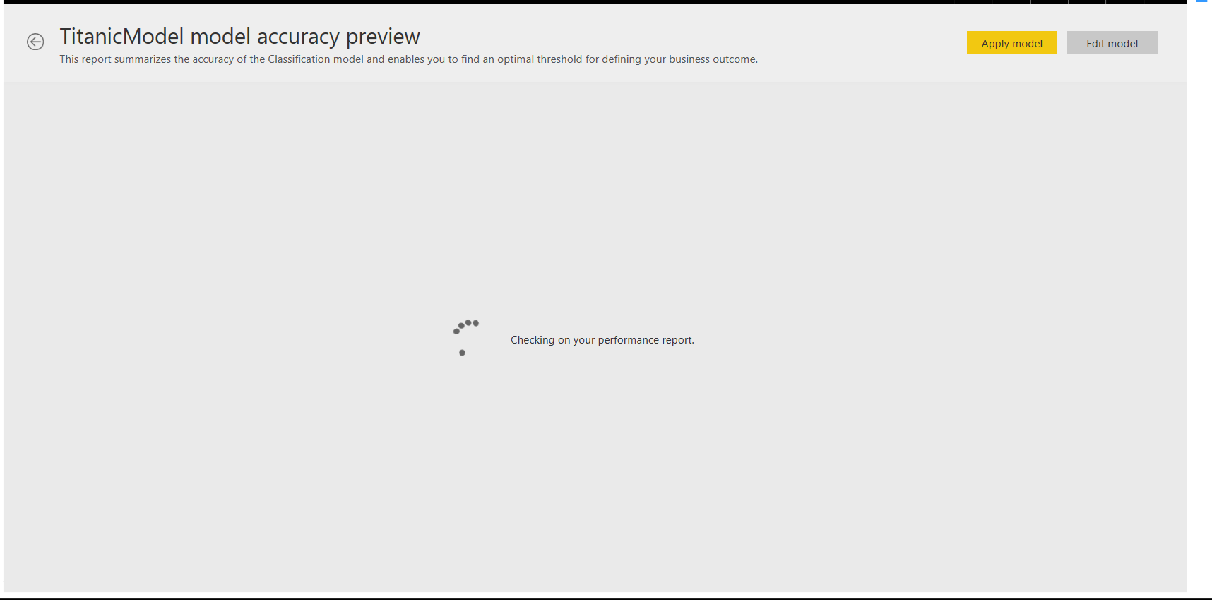 TitanicModel model accuracy preview
This report summarizes the accuracy of the Classification model and enables you to find an optimal threshold for defining your business outcome.
Apply model
Edit model
Checking on your performance report.